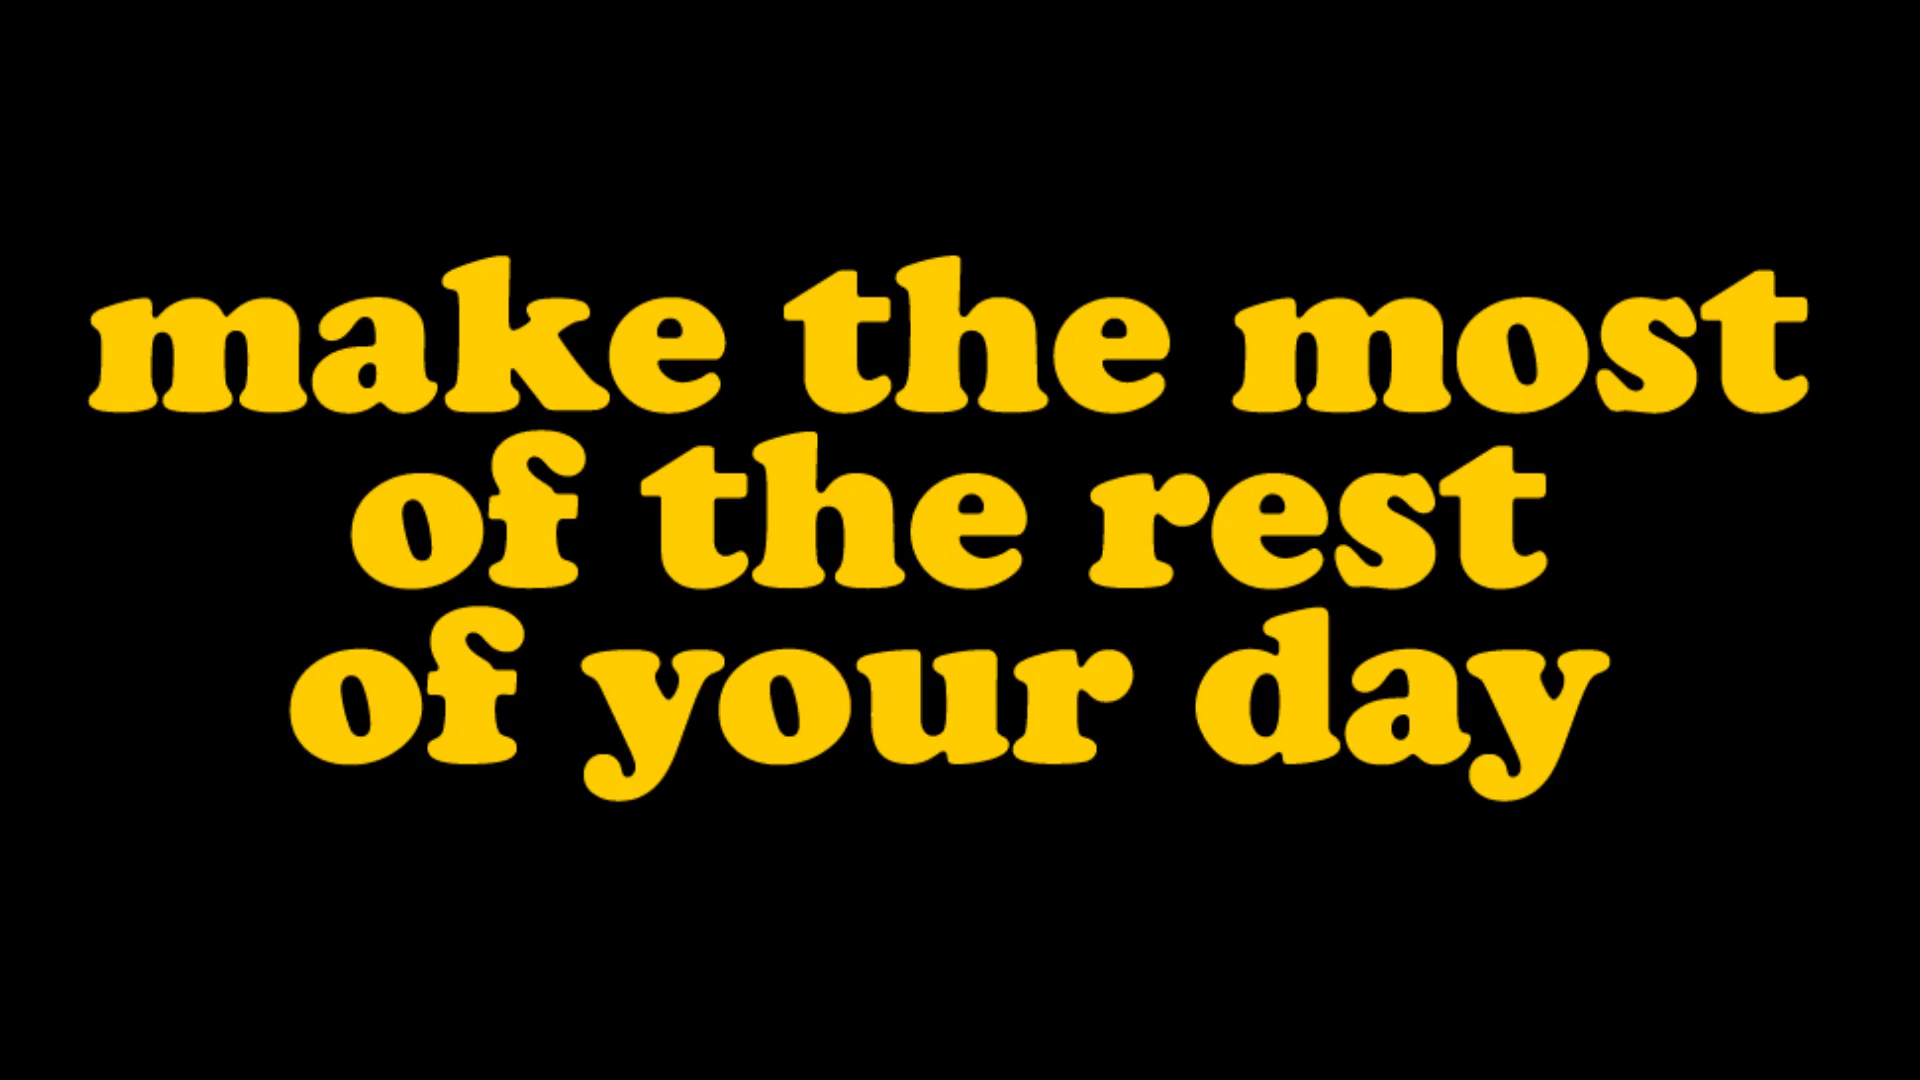 make the most
of the rest
of your day